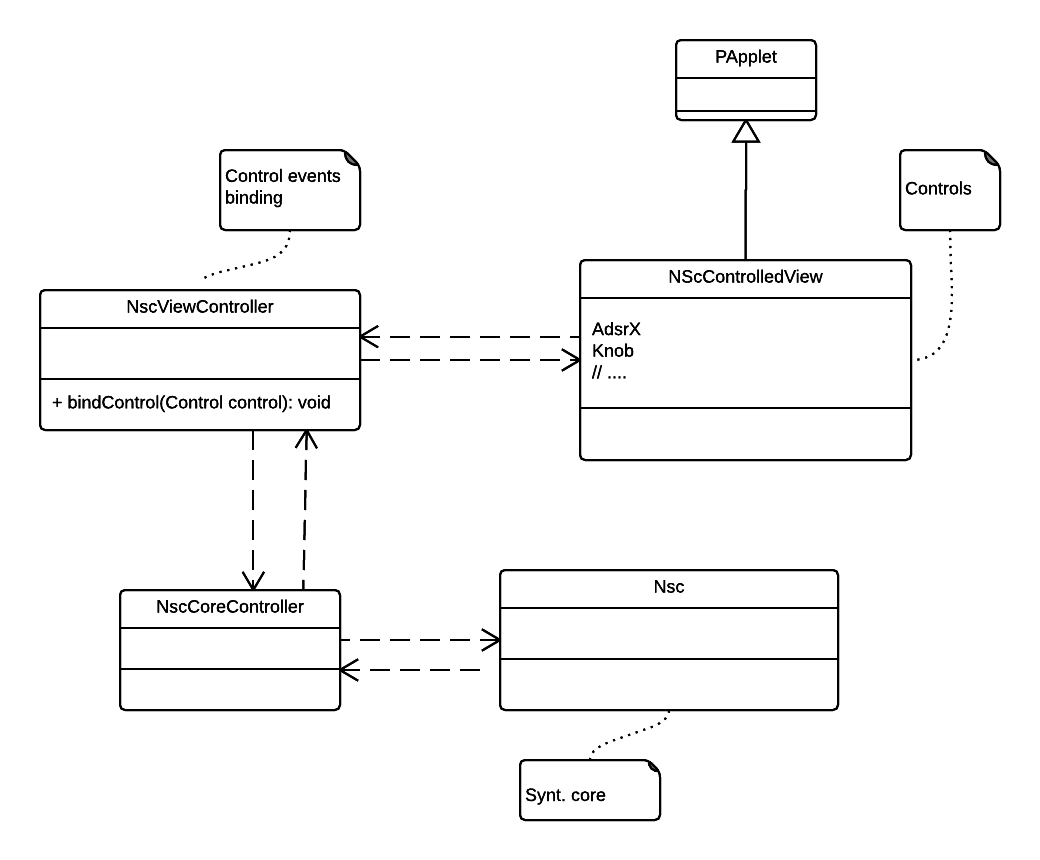 PApplet
Control events
binding
Controls
NscViewController
+ bindControl(Control control): void
NScControlledView
AdsrX
Knob
// ....
NscCoreController
Nsc
Synt. core